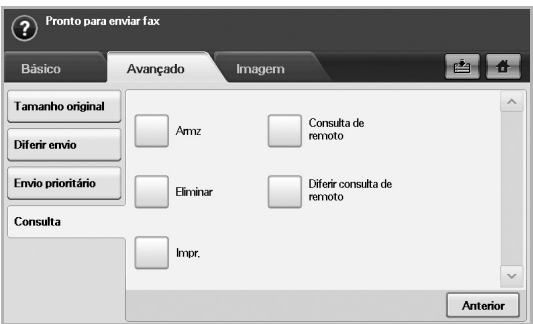 Pronto para enviar fax
Básico
Avançado
Imagem
Tamanho original
Diferir envio
Envio prioritário
Consulta
Armz
Eliminar
Impr.
Consulta de
remoto
Diferir consulta de
remoto
Anterior